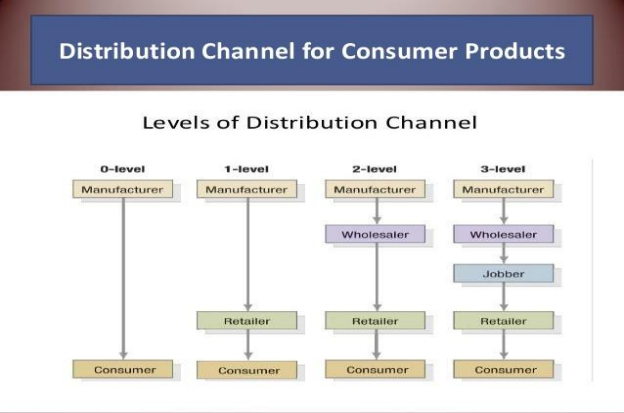 Distribution Channel for Consumer Products
Levels of Distribution Channel
0-level 1-level 2-level 3-level
Manufacturer Manufacturer Manufacturer Manufacturer
Wholesaler Wholesaler
Jobber
Retailer Retailer Retailer
Consumer Consumer Consumer Consumer